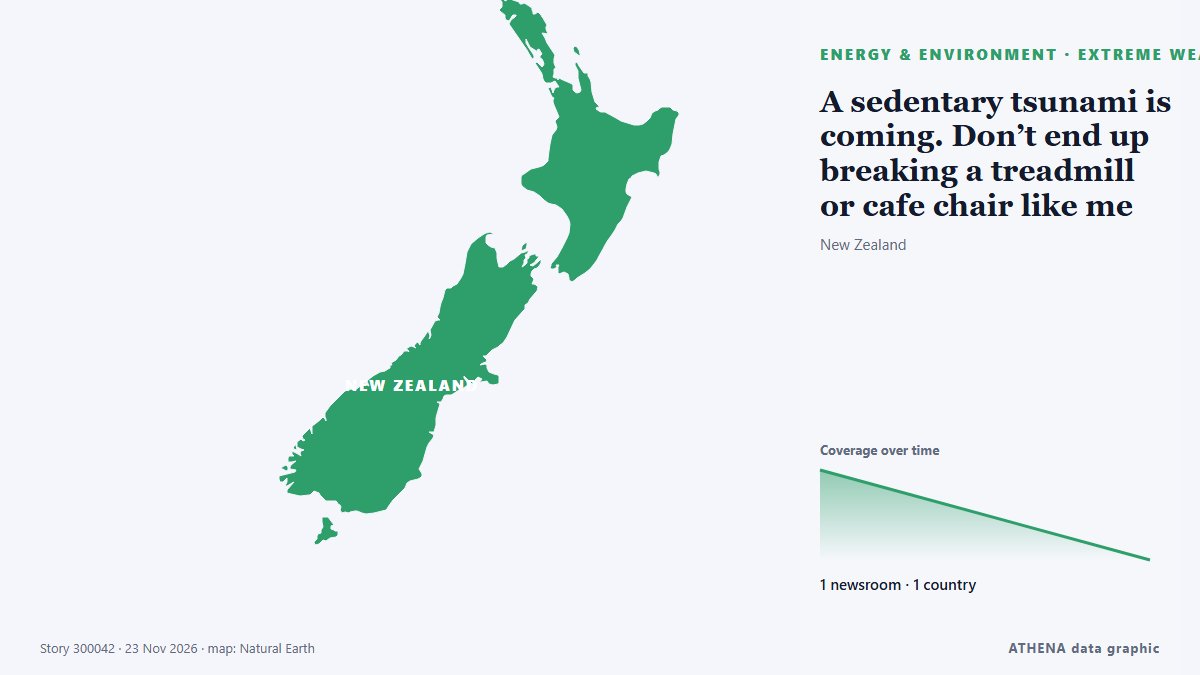 ENERGY & ENVIRONMENT · EXTREME WEA
A sedentary tsunami is
coming. Don’t end up
breaking a treadmill
or cafe chair like me
New Zealand
NEW ZEALAND
Coverage over time
1 newsroom · 1 country
Story 300042 · 23 Nov 2026 · map: Natural Earth
ATHENA data graphic